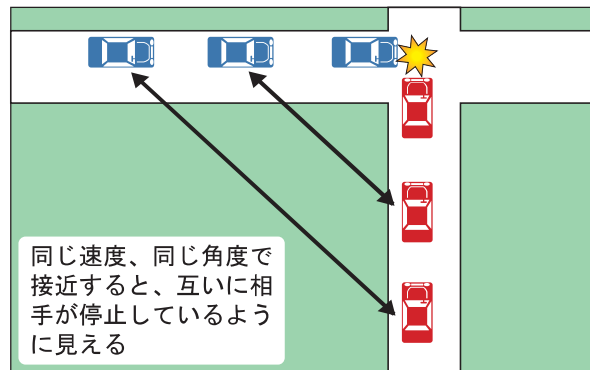 同じ速度、同じ角度で
接近すると、互いに相
手が停止しているよう
に見える